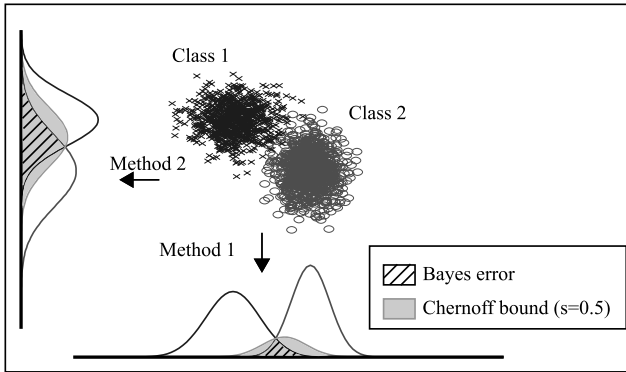 Class 1
Class 2
Method 2
Method 1
Bayes error
Chernoff bound (s=0.5)